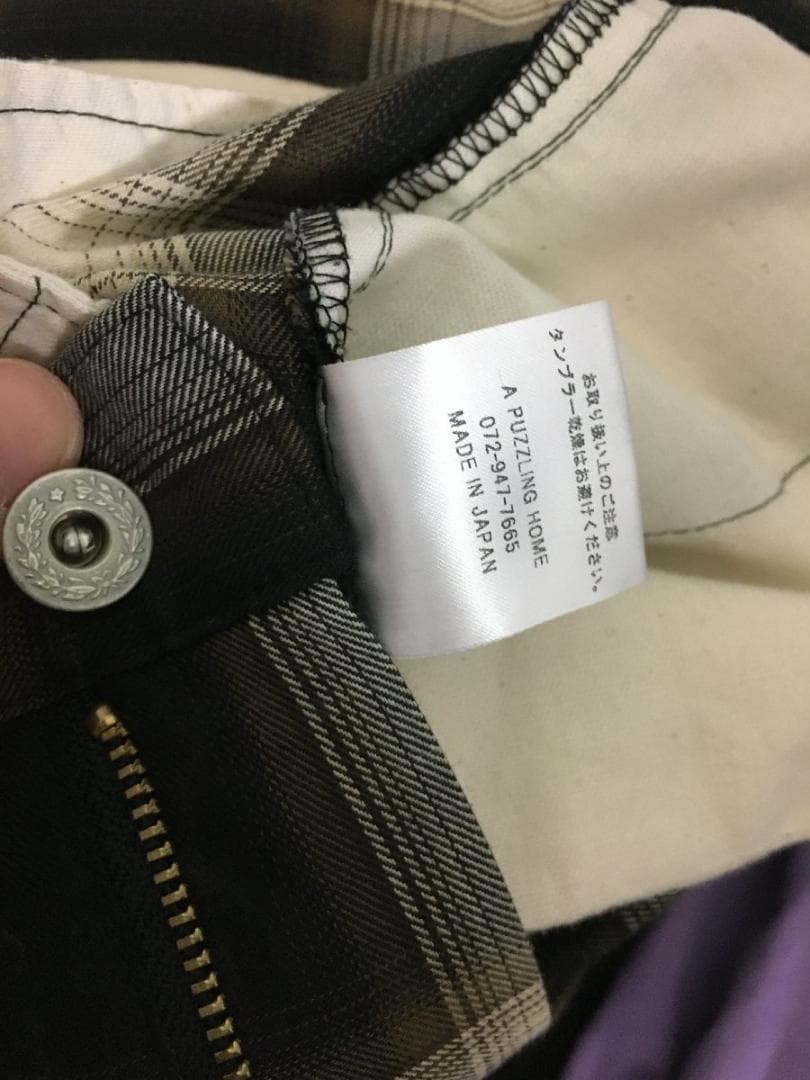 お取り扱い上のご注意
タンブラー乾燥はお避けください。
A PUZZLING HOME
072-947-7665
MADE IN JAPAN